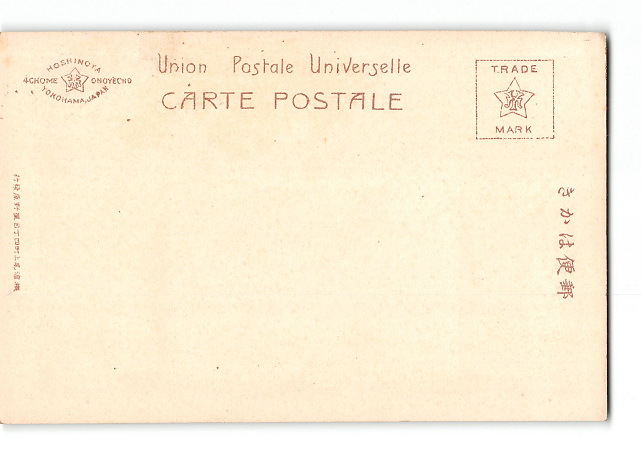 HOSHINOYA
4CHOME ONOYECHO
YOKOHAMA, JAPAN
Union Postale Universelle
CARTE POSTALE
TRADE
MARK
きかは便郵